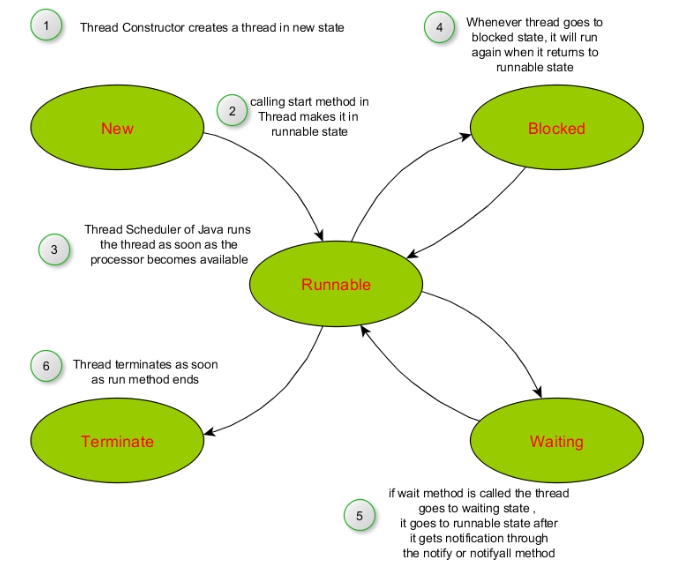 1
Thread Constructor creates a thread in new state
4
Whenever thread goes to
blocked state, it will run
again when it returns to
runnable state
New
2
calling start method in
Thread makes it in
runnable state
Blocked
3
Thread Scheduler of Java runs
the thread as soon as the
processor becomes available
Runnable
6
Thread terminates as soon
as run method ends
Terminate
Waiting
5
if wait method is called the thread
goes to waiting state ,
it goes to runnable state after
it gets notification through
the notify or notifyall method